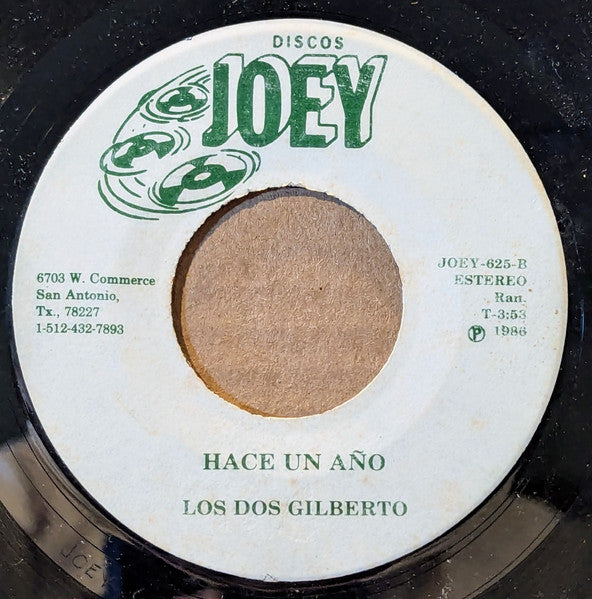 DISCOS
JOEY
6703 W. Commerce
San Antonio,
Tx., 78227
1-512-432-7893
JOEY-625-B
ESTEREO
Ran.
T-3:53
Ⓟ 1986
HACE UN AÑO
LOS DOS GILBERTO
JOEY